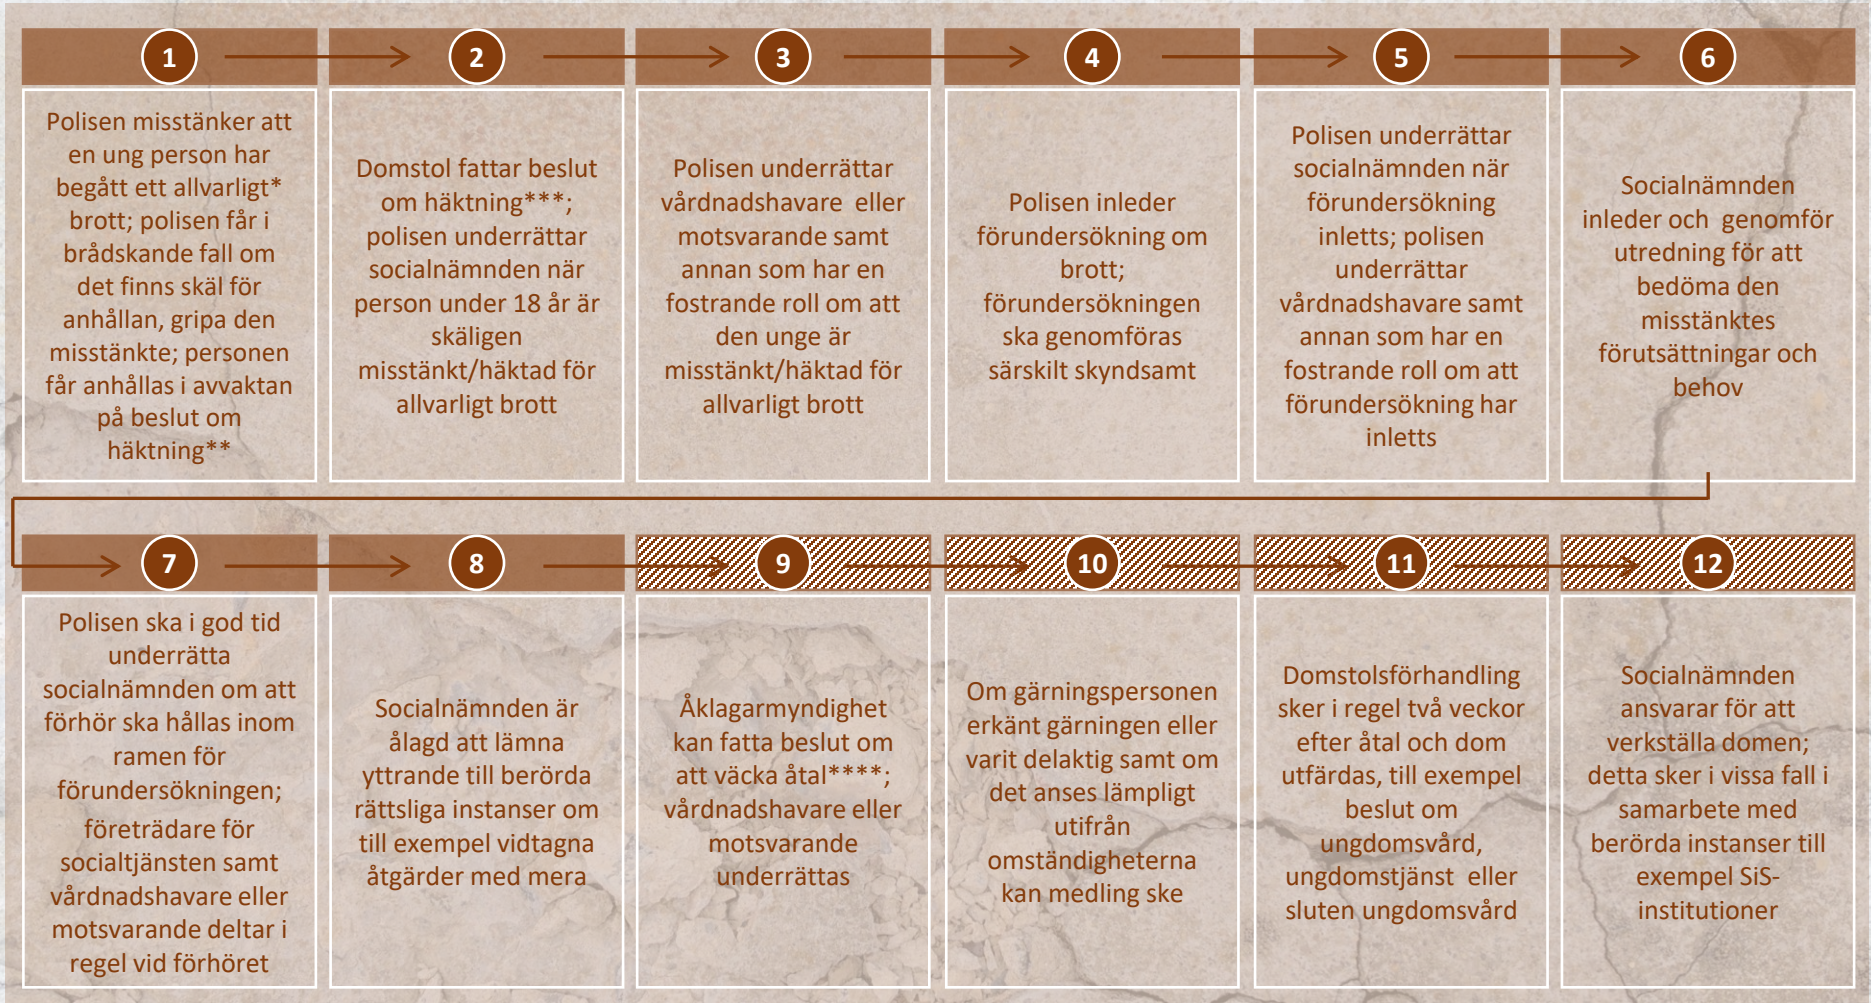 1
Polisen misstänker att
en ung person har
begått ett allvarligt*
brott; polisen får i
brådskande fall om
det finns skäl för
anhållan, gripa den
misstänkte; personen
får anhållas i avvaktan
på beslut om
häktning**
2
Domstol fattar beslut
om häktning***;
polisen underrättar
socialnämnden när
person under 18 år är
skäligen
misstänkt/häktad för
allvarligt brott
3
Polisen underrättar
vårdnadshavare eller
motsvarande samt
annan som har en
fostrande roll om att
den unge är
misstänkt/häktad för
allvarligt brott
4
Polisen inleder
förundersökning om
brott;
förundersökningen
ska genomföras
särskilt skyndsamt
5
Polisen underrättar
socialnämnden när
förundersökning
inletts; polisen
underrättar
vårdnadshavare samt
annan som har en
fostrande roll om att
förundersökning har
inletts
6
Socialnämnden
inleder och genomför
utredning för att
bedöma den
misstänktes
förutsättningar och
behov
7
Polisen ska i god tid
underrätta
socialnämnden om att
förhör ska hållas inom
ramen för
förundersökningen;
företrädare för
socialtjänsten samt
vårdnadshavare eller
motsvarande deltar i
regel vid förhöret
8
Socialnämnden är
ålagd att lämna
yttrande till berörda
rättsliga instanser om
till exempel vidtagna
åtgärder med mera
9
Åklagarmyndighet
kan fatta beslut om
att väcka åtal****;
vårdnadshavare eller
motsvarande
underrättas
10
Om gärningspersonen
erkänt gärningen eller
varit delaktig samt om
det anses lämpligt
utifrån
omständigheterna
kan medling ske
11
Domstolsförhandling
sker i regel två veckor
efter åtal och dom
utfärdas, till exempel
beslut om
ungdomsvård,
ungdomstjänst eller
sluten ungdomsvård
12
Socialnämnden
ansvarar för att
verkställa domen;
detta sker i vissa fall i
samarbete med
berörda instanser till
exempel SiS-
institutioner